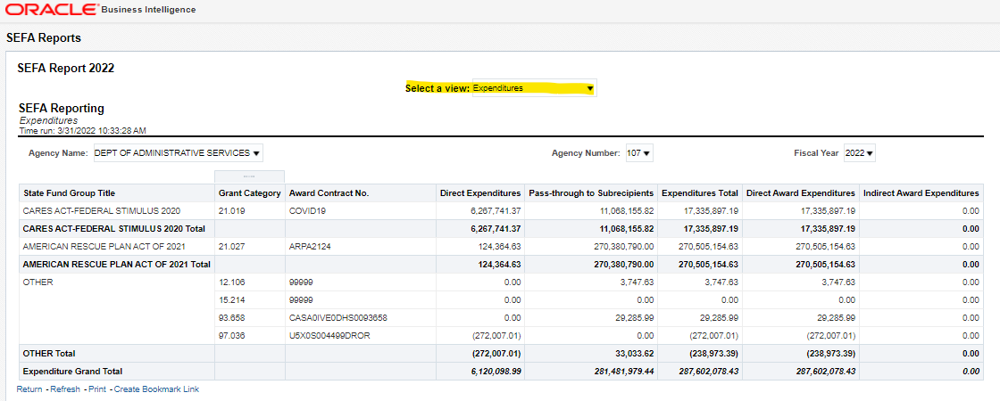 ORACLE Business Intelligence
SEFA Reports
SEFA Report 2022
Select a view: Expenditures
SEFA Reporting
Expenditures
Time run: 3/31/2022 10:33:28 AM
Agency Name: DEPT OF ADMINISTRATIVE SERVICES Agency Number: 107 Fiscal Year 2022
State Fund Group Title Grant Category Award Contract No. Direct Expenditures Pass-through to Subrecipients Expenditures Total Direct Award Expenditures Indirect Award Expenditures
CARES ACT-FEDERAL STIMULUS 2020 21.019 COVID19 6,267,741.37 11,068,155.82 17,335,897.19 17,335,897.19 0.00
CARES ACT-FEDERAL STIMULUS 2020 Total 6,267,741.37 11,068,155.82 17,335,897.19 17,335,897.19 0.00
AMERICAN RESCUE PLAN ACT OF 2021 21.027 ARPA2124 124,364.63 270,380,790.00 270,505,154.63 270,505,154.63 0.00
AMERICAN RESCUE PLAN ACT OF 2021 Total 124,364.63 270,380,790.00 270,505,154.63 270,505,154.63 0.00
OTHER 12.106 99999 0.00 3,747.63 3,747.63 3,747.63 0.00
15.214 99999 0.00 0.00 0.00 0.00 0.00
93.658 CASA0IVE0DHS0093658 0.00 29,285.99 29,285.99 29,285.99 0.00
97.036 U5X0S004499DROR (272,007.01) 0.00 (272,007.01) (272,007.01) 0.00
OTHER Total (272,007.01) 33,033.62 (238,973.39) (238,973.39) 0.00
Expenditure Grand Total 6,120,098.99 281,481,979.44 287,602,078.43 287,602,078.43 0.00
Return - Refresh - Print - Create Bookmark Link